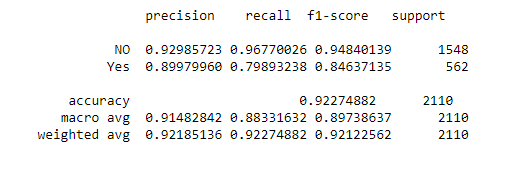 precision recall f1-score support
NO 0.92985723 0.96770026 0.94840139 1548
Yes 0.89979960 0.79893238 0.84637135 562
accuracy 0.92274882 2110
macro avg 0.91482842 0.88331632 0.89738637 2110
weighted avg 0.92185136 0.92274882 0.92122562 2110